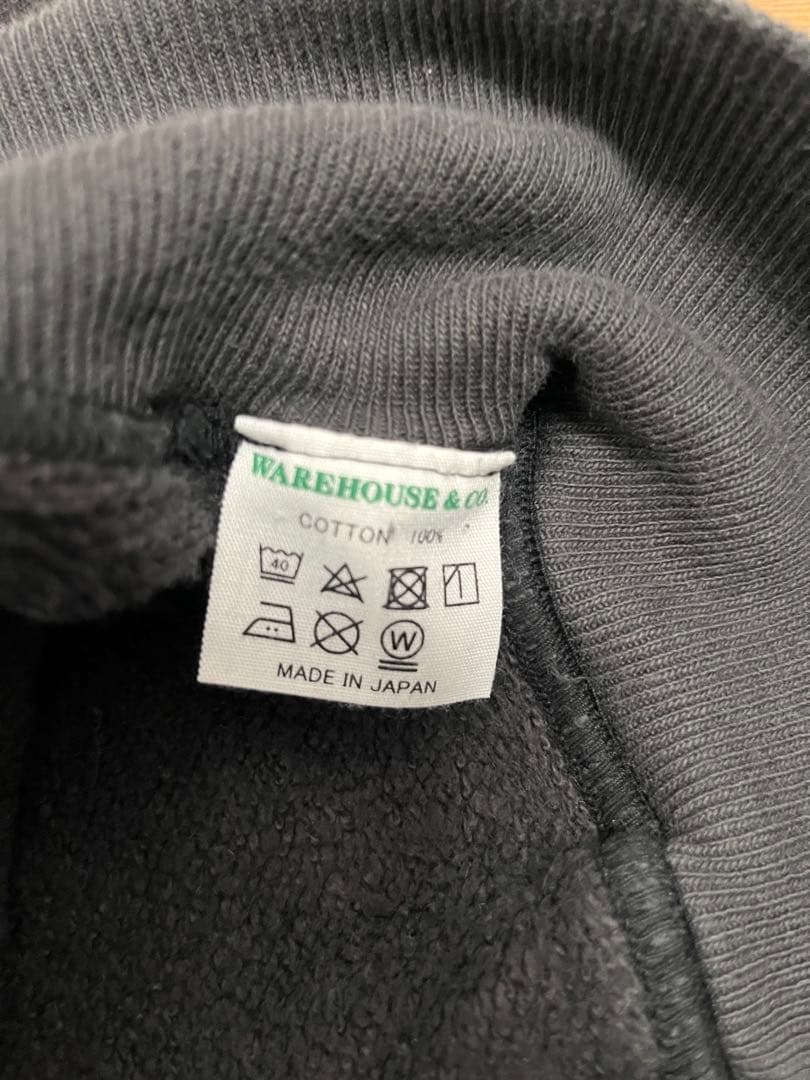 WAREHOUSE & CO.
COTTON 100%
40
W
MADE IN JAPAN